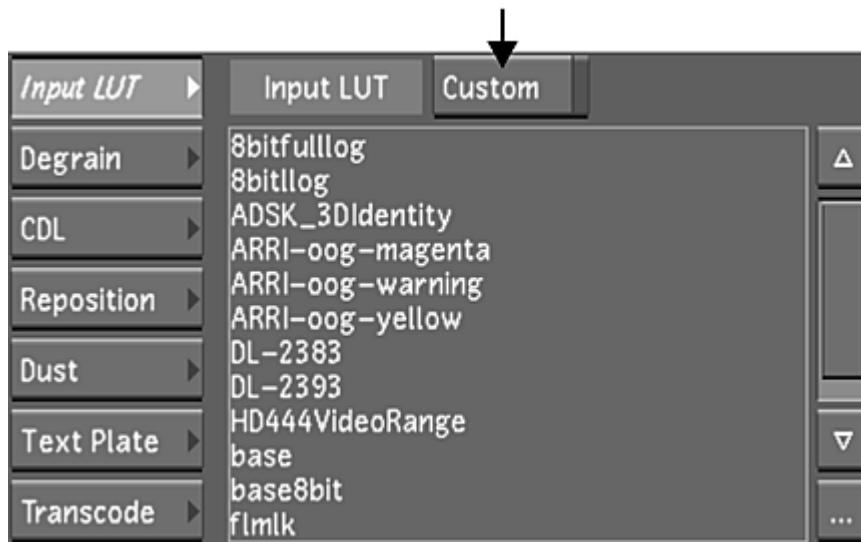 Input LUT
Degrain
CDL
Reposition
Dust
Text Plate
Transcode
Input LUT
Custom
8bitfulllog
8bitllog
ADSK_3DIdentity
ARRI-oog-magenta
ARRI-oog-warning
ARRI-oog-yellow
DL-2383
DL-2393
HD444VideoRange
base
base8bit
flmlk
...